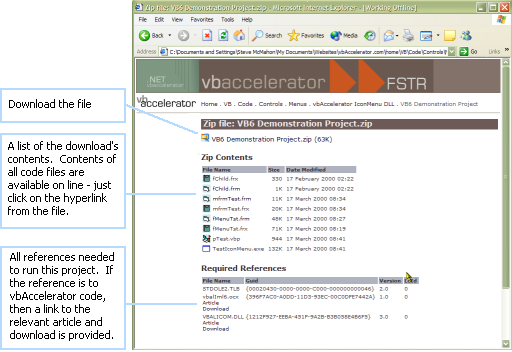 Zip file: VB6 Demonstration Project.zip - Microsoft Internet Explorer - [Working Offline]
File Edit View Favorites Tools Help
Back Search Favorites Media
Address C:\Documents and Settings\Steve McMahon\My Documents\Websites\vbAccelerator.com\home\VB\Code\Controls\ Go Links
.NET vbaccelerator FSTR
vbAccelerator
vb accelerator Home . VB . Code . Controls . Menus . vbAccelerator IconMenu DLL . VB6 Demonstration Project
Zip file: VB6 Demonstration Project.zip
VB6 Demonstration Project.zip (63K)
Zip Contents
File Name Size Date Modified
fChild.frx 330 17 February 2000 02:22
fChild.frm 1K 17 February 2000 02:22
mfrmTest.frm 11K 17 March 2000 08:34
mfrmTest.frx 20K 17 March 2000 08:34
fMenuTst.frm 48K 17 March 2000 08:27
fMenuTst.frx 71K 17 March 2000 08:19
pTest.vbp 944 17 March 2000 08:41
TestIconMenu.exe 132K 17 March 2000 08:41
Required References
File Name Guid Version Lcid
STDOLE2.TLB {00020430-0000-0000-C000-000000000046} 2.0 0
vbalIml6.ocx {396F7AC0-A0DD-11D3-93EC-00C0DFE7442A} 1.0 0
Article
Download
VBALICOM.DLL {1212F927-EEBA-491F-9A2B-B3B098E4B6F5} 3.0 0
Article
Download
Download the file
A list of the download's
contents. Contents of
all code files are
available on line - just
click on the hyperlink
from the file.
All references needed
to run this project. If
the reference is to
vbAccelerator code,
then a link to the
relevant article and
download is provided.